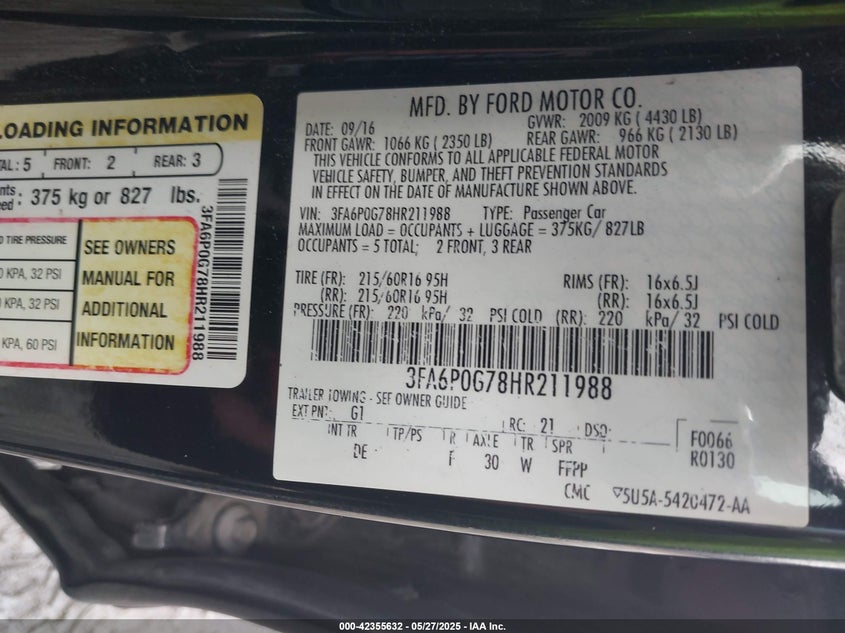 LOADING INFORMATION
TAL: 5 FRONT: 2 REAR: 3
375 kg or 827 lbs.
TIRE PRESSURE
KPA, 32 PSI
KPA, 32 PSI
KPA, 60 PSI
SEE OWNERS
MANUAL FOR
ADDITIONAL
INFORMATION
3FA6P0G78HR211988
MFD. BY FORD MOTOR CO.
DATE: 09/16 GVWR: 2009 KG ( 4430 LB)
FRONT GAWR: 1066 KG ( 2350 LB) REAR GAWR: 966 KG ( 2130 LB)
THIS VEHICLE CONFORMS TO ALL APPLICABLE FEDERAL MOTOR
VEHICLE SAFETY, BUMPER, AND THEFT PREVENTION STANDARDS
IN EFFECT ON THE DATE OF MANUFACTURE SHOWN ABOVE.
VIN: 3FA6P0G78HR211988 TYPE: Passenger Car
MAXIMUM LOAD = OCCUPANTS + LUGGAGE = 375KG/ 827LB
OCCUPANTS = 5 TOTAL; 2 FRONT, 3 REAR
TIRE (FR): 215/60R16 95H RIMS (FR): 16x6.5J
(RR): 215/60R16 95H (RR): 16x6.5J
PRESSURE (FR): 220 kPa/ 32 PSI COLD (RR): 220 kPa/ 32 PSI COLD
3FA6P0G78HR211988
TRAILER TOWING - SEE OWNER GUIDE
EXT PNT: G1 RC: 21 DSO: F0066
INT TR TP/PS R AXLE TR SPR R0130
DE 30 W FFPP
CMC 5U5A-5420472-AA
000-42355632 - 05/27/2025 - IAA Inc.